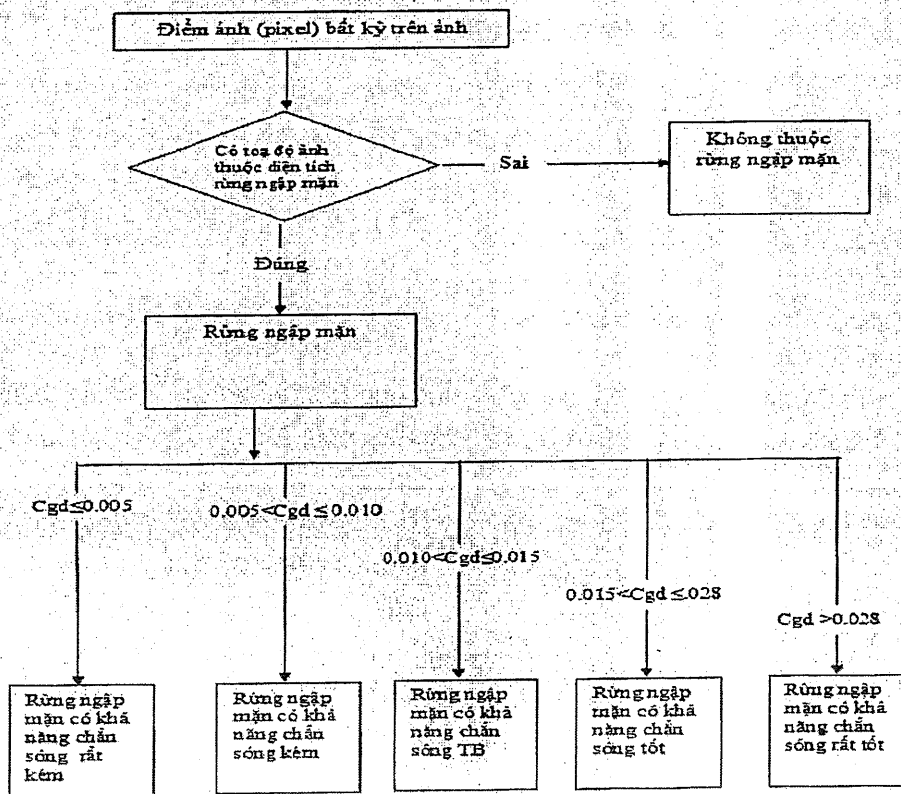 Điểm ảnh (pixel) bất kỳ trên ảnh
Có toạ độ ảnh
thuộc diện tích
rừng ngập mặn
Sai
Không thuộc
rừng ngập mặn
Đúng
Rừng ngập mặn
Cgd≤0.005
0.005<Cgd≤0.010
0.010<Cgd≤0.015
0.015<Cgd≤.028
Cgd >0.028
Rừng ngập
mặn có khả
năng chắn
sóng rất
kém
Rừng ngập
mặn có khả
năng chắn
sóng kém
Rừng ngập
mặn có khả
năng chắn
sóng TB
Rừng ngập
mặn có khả
năng chắn
sóng tốt
Rừng ngập
mặn có khả
năng chắn
sóng rất tốt